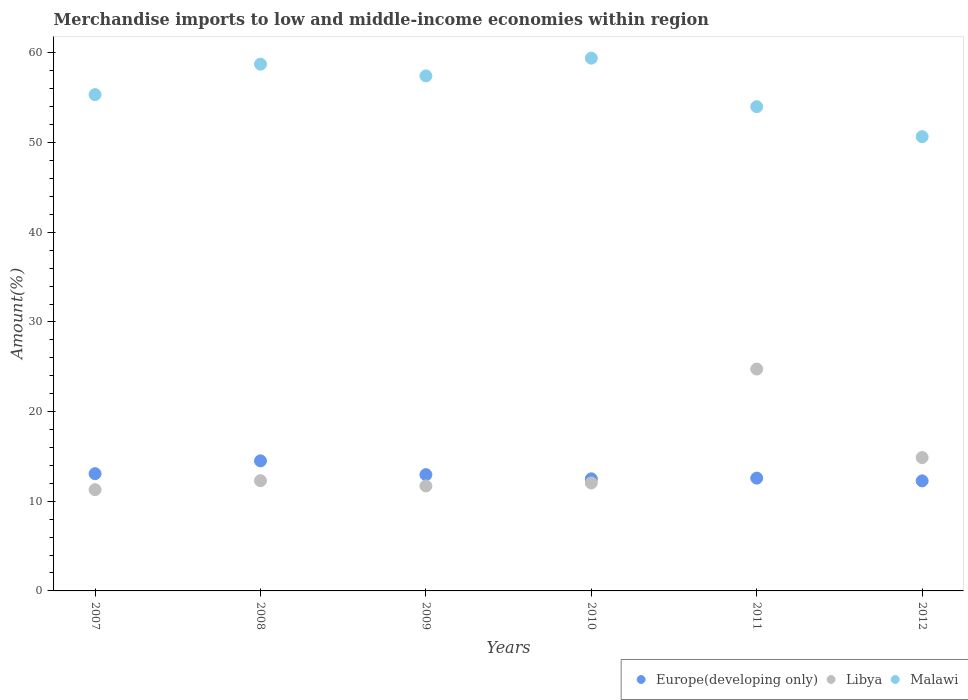 Merchandise imports to low and middle-income economies within region
60
50
40
30
20
10
0
Amount(%)
2007
2008
2009
2010
2011
2012
Years
Europe(developing only)
Libya
Malawi